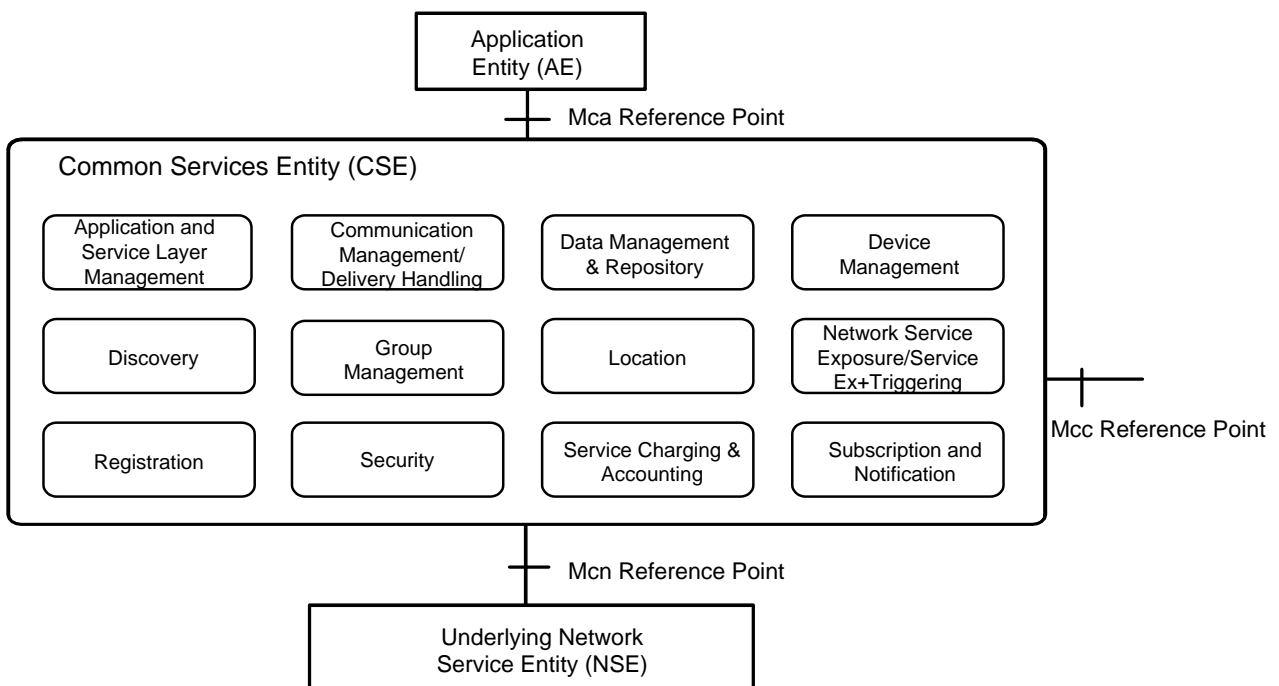 Application
Entity (AE)
Mca Reference Point
Common Services Entity (CSE)
Application and
Service Layer
Management
Communication
Management/
Delivery Handling
Data Management
& Repository
Device
Management
Discovery
Group
Management
Location
Network Service
Exposure/Service
Ex+Triggering
Mcc Reference Point
Registration
Security
Service Charging &
Accounting
Subscription and
Notification
Mcn Reference Point
Underlying Network
Service Entity (NSE)